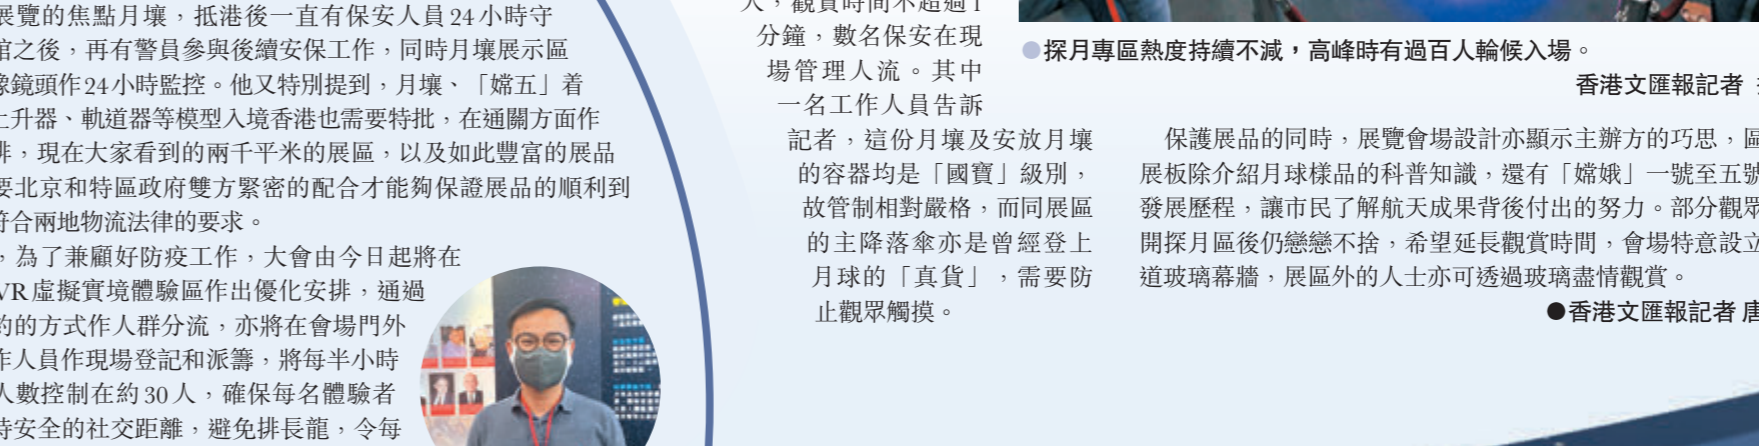 展覽的焦點月壤，抵港後一直有保安人員24小時守
館之後，再有警員參與後續安保工作，同時月壤展示區
像鏡頭作24小時監控。他又特別提到，月壤、「嫦五」着
上升器、軌道器等模型入境香港也需要特批，在通關方面作
排，現在大家看到的兩千平米的展區，以及如此豐富的展品
要北京和特區政府雙方緊密的配合才能夠保證展品的順利到
符合兩地物流法律的要求。
，為了兼顧好防疫工作，大會由今日起將在
VR虛擬實境體驗區作出優化安排，通過
約的方式作人群分流，亦將在會場門外
作人員作現場登記和派籌，將每半小時
人數控制在約30人，確保每名體驗者
持安全的社交距離，避免排長龍，令每
人，觀賞時間不超過1
分鐘，數名保安在現
場管理人流。其中
一名工作人員告訴
記者，這份月壤及安放月壤
的容器均是「國寶」級別，
故管制相對嚴格，而同展區
的主降落傘亦是曾經登上
月球的「真貨」，需要防
止觀眾觸摸。
●探月專區熱度持續不減，高峰時有過百人輪候入場。
香港文匯報記者
保護展品的同時，展覽會場設計亦顯示主辦方的巧思，區
展板除介紹月球樣品的科普知識，還有「嫦娥」一號至五號
發展歷程，讓市民了解航天成果背後付出的努力。部分觀眾
開探月區後仍戀戀不捨，希望延長觀賞時間，會場特意設立
道玻璃幕牆，展區外的人士亦可透過玻璃盡情觀賞。
●香港文匯報記者 唐